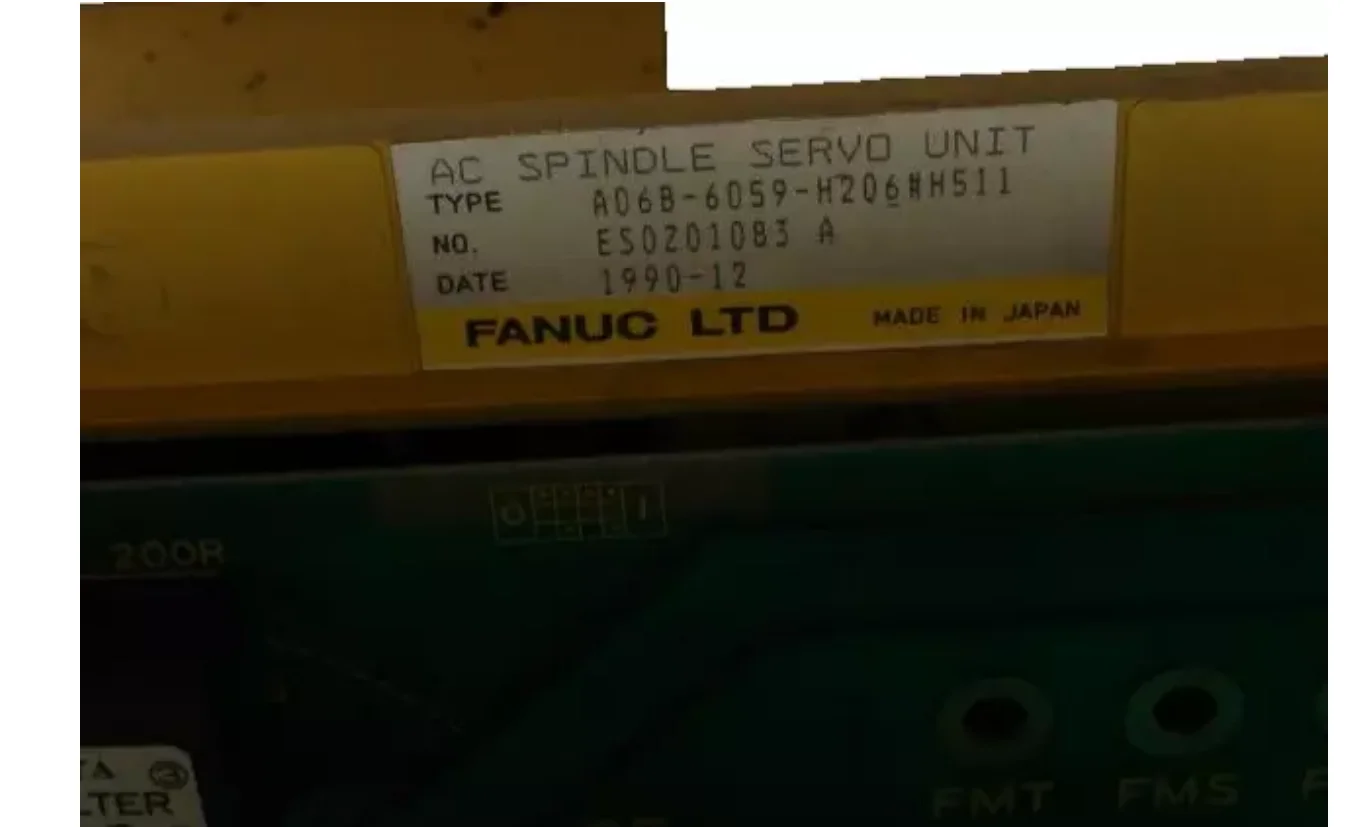 AC SPINDLE SERVO UNIT
TYPE A06B-6059-H206#H511
NO. ES0201083 A
DATE 1990-12
FANUC LTD MADE IN JAPAN
200R
FMT FMS